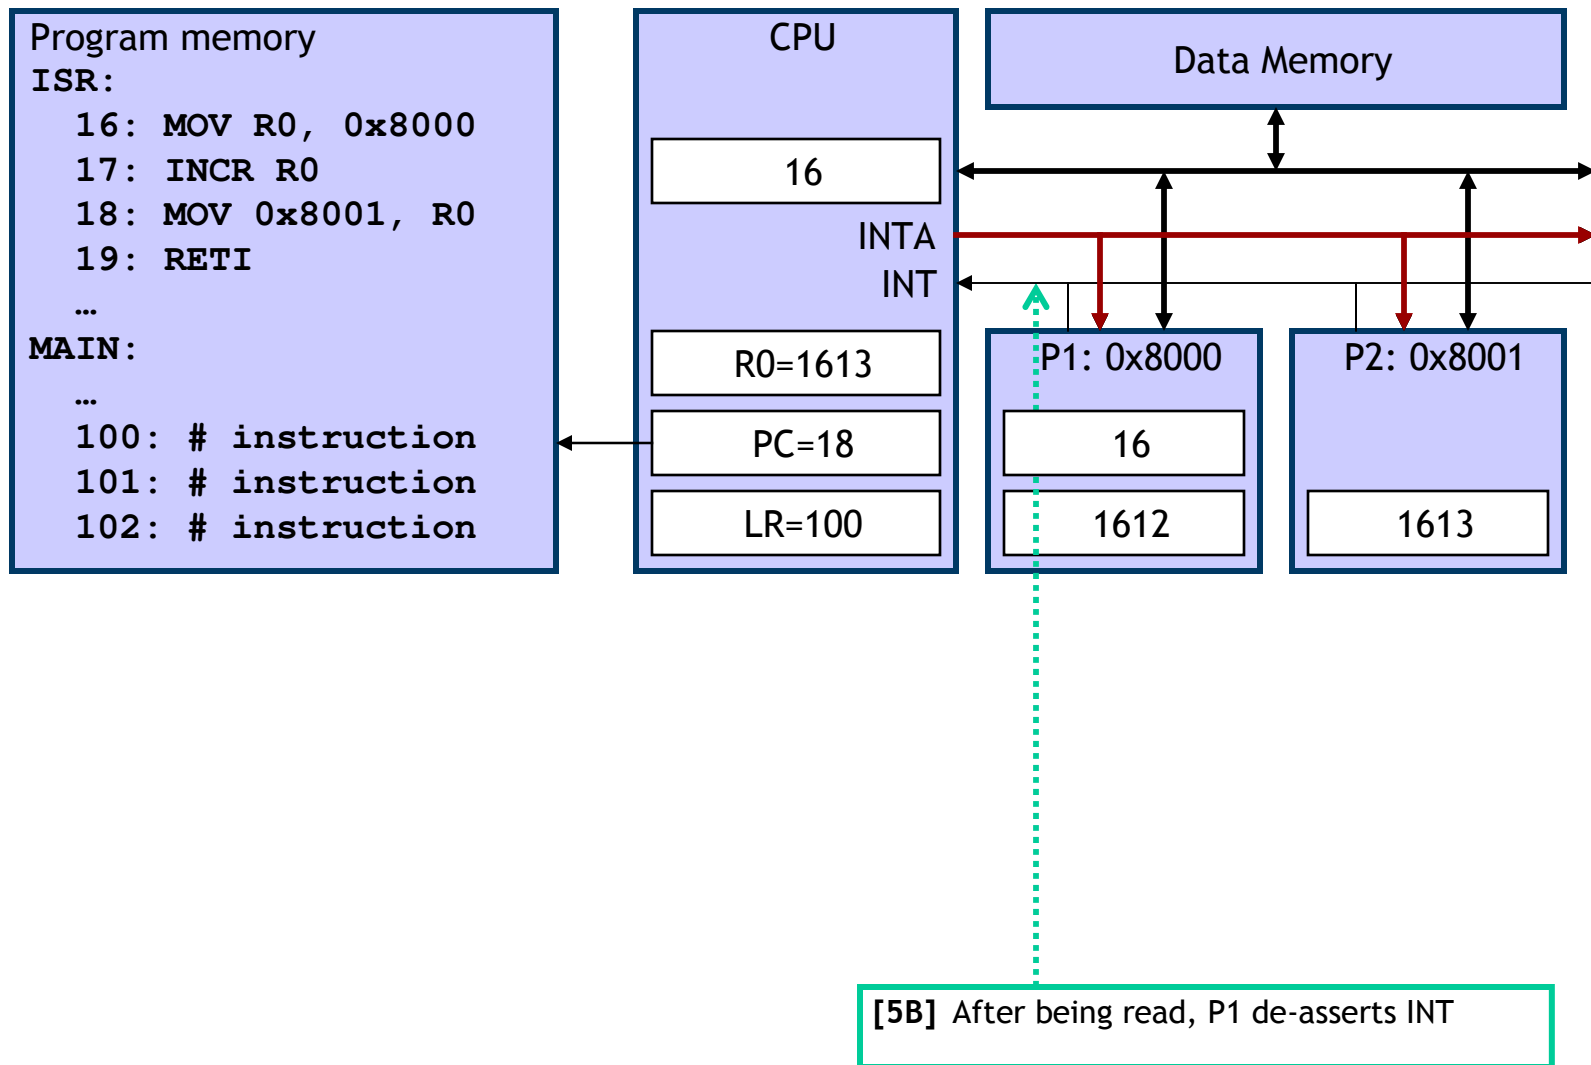 Program memory
ISR:
16: MOV R0, 0x8000
17: INCR R0
18: MOV 0x8001, R0
19: RETI
…
MAIN:
…
100: # instruction
101: # instruction
102: # instruction
CPU
16
INTA
INT
R0=1613
PC=18
LR=100
Data Memory
P1: 0x8000
16
1612
P2: 0x8001
1613
[5B] After being read, P1 de-asserts INT